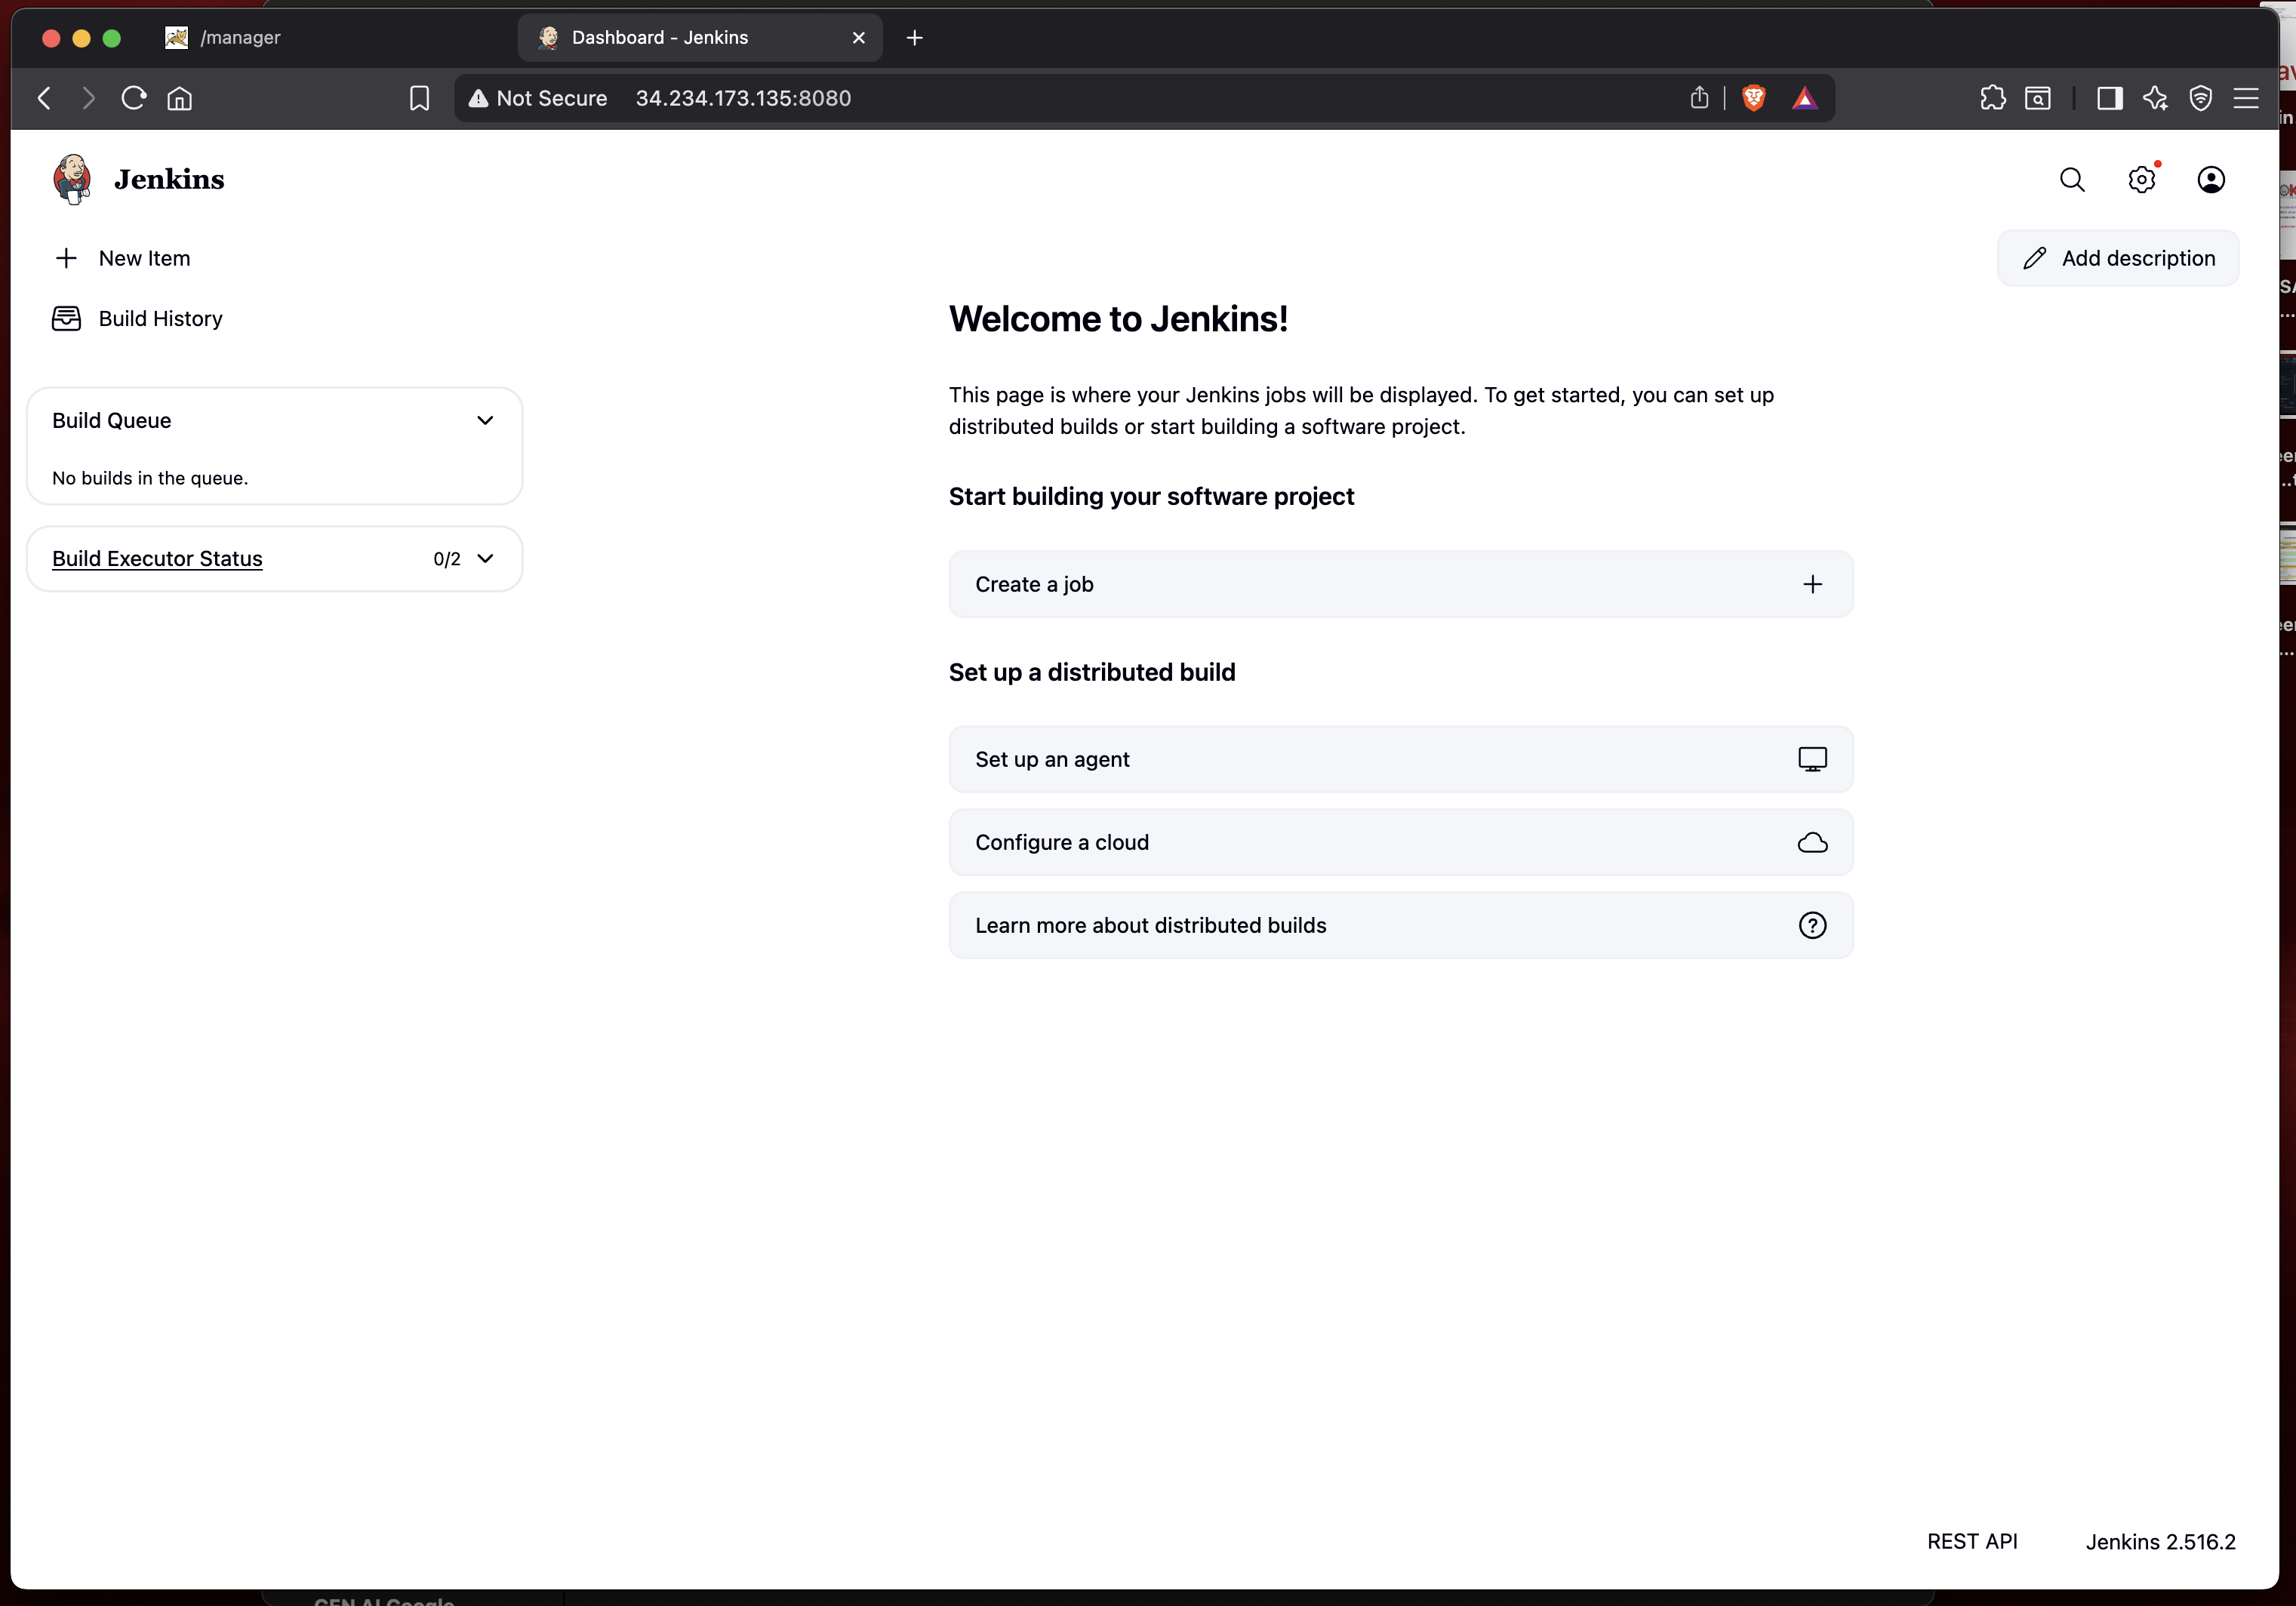 /manager
Dashboard - Jenkins
Not Secure 34.234.173.135:8080
Jenkins
New Item
Add description
Build History
Welcome to Jenkins!
This page is where your Jenkins jobs will be displayed. To get started, you can set up
distributed builds or start building a software project.
Build Queue
No builds in the queue.
Start building your software project
Build Executor Status 0/2
Create a job
Set up a distributed build
Set up an agent
Configure a cloud
Learn more about distributed builds
REST API Jenkins 2.516.2